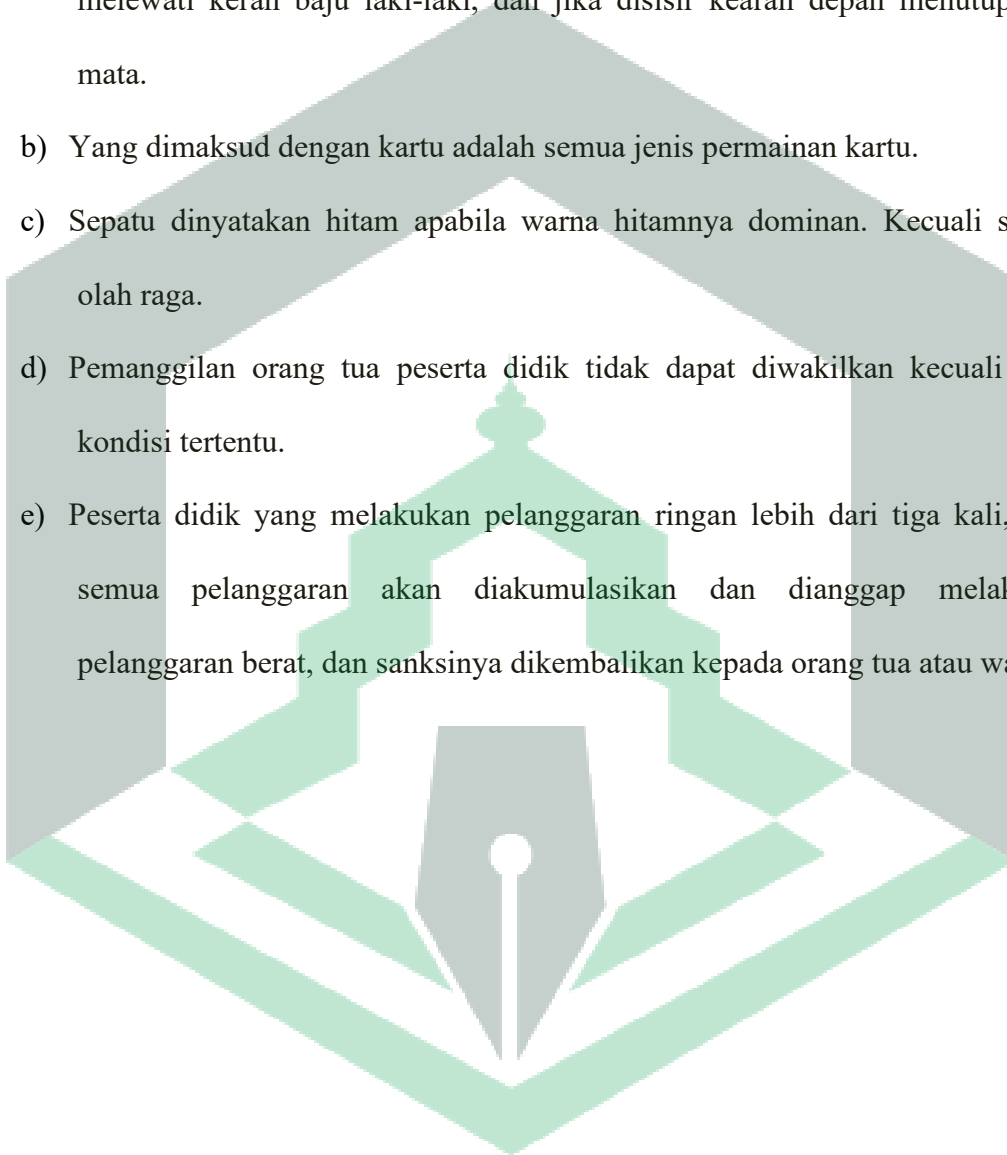 melewati kerah baju laki-laki, dan jika disisir kearah depan menutup
mata.
b) Yang dimaksud dengan kartu adalah semua jenis permainan kartu.
c) Sepatu dinyatakan hitam apabila warna hitamnya dominan. Kecuali
olah raga.
d) Pemanggilan orang tua peserta didik tidak dapat diwakilkan kecuali
kondisi tertentu.
e) Peserta didik yang melakukan pelanggaran ringan lebih dari tiga kali,
semua pelanggaran akan diakumulasikan dan dianggap
pelanggaran berat, dan sanksinya dikembalikan kepada orang tua atau